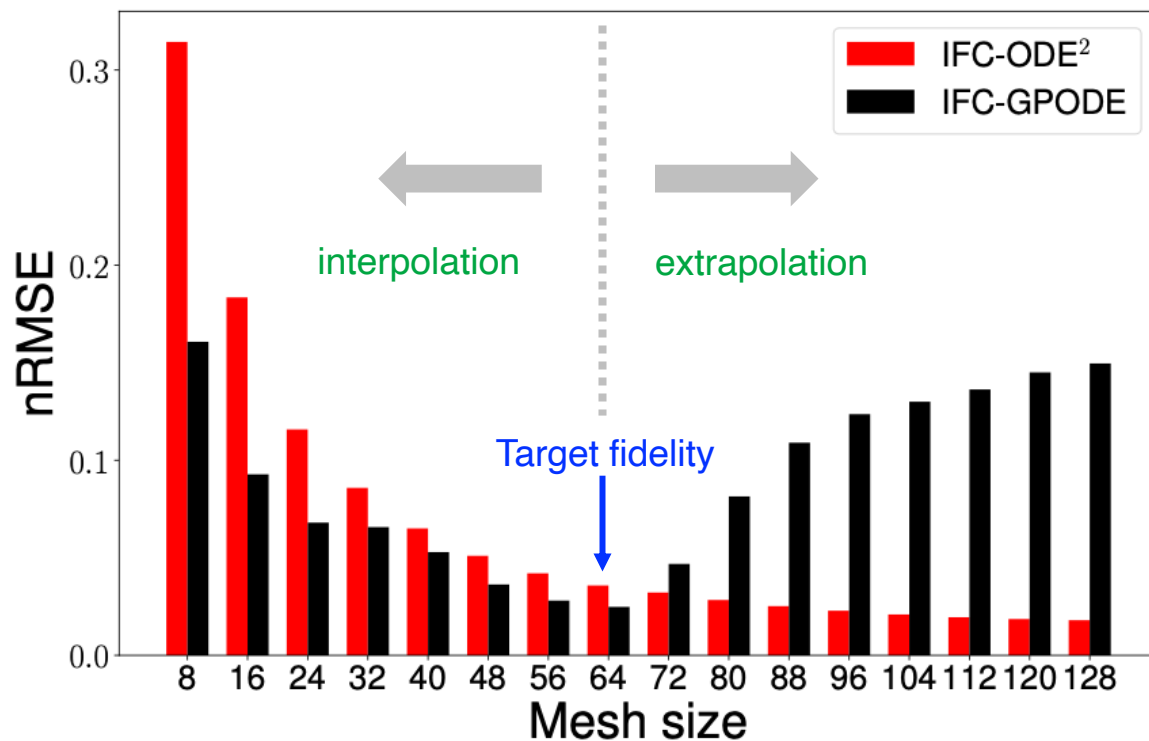 IFC-ODE²
IFC-GPODE
0.3
0.2
0.1
0.0
nRMSE
interpolation
extrapolation
Target fidelity
8 16 24 32 40 48 56 64 72 80 88 96 104 112 120 128
Mesh size